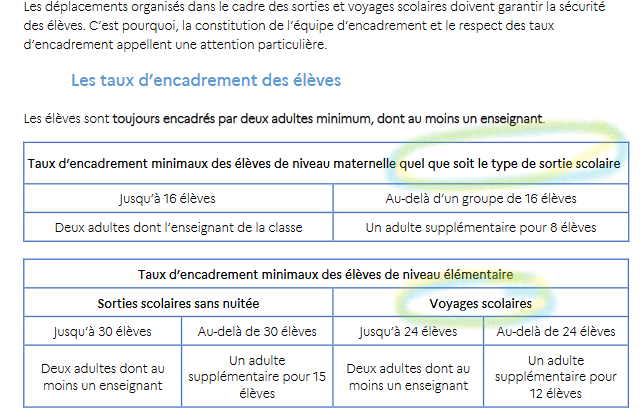 Les déplacements organisés dans le cadre des sorties et voyages scolaires doivent garantir la sécurité
des élèves. C'est pourquoi, la constitution de l'équipe d'encadrement et le respect des taux
d'encadrement appellent une attention particulière.
Les taux d'encadrement des élèves
Les élèves sont toujours encadrés par deux adultes minimum, dont au moins un enseignant.
Taux d'encadrement minimaux des élèves de niveau maternelle quel que soit le type de sortie scolaire
Jusqu'à 16 élèves
Au-delà d'un groupe de 16 élèves
Deux adultes dont l'enseignant de la classe
Un adulte supplémentaire pour 8 élèves
Taux d'encadrement minimaux des élèves de niveau élémentaire
Sorties scolaires sans nuitée
Voyages scolaires
Jusqu'à 30 élèves
Au-delà de 30 élèves
Jusqu'à 24 élèves
Au-delà de 24 élèves
Deux adultes dont au
moins un enseignant
Un adulte
supplémentaire pour 15
élèves
Deux adultes dont au
moins un enseignant
Un adulte
supplémentaire pour
12 élèves